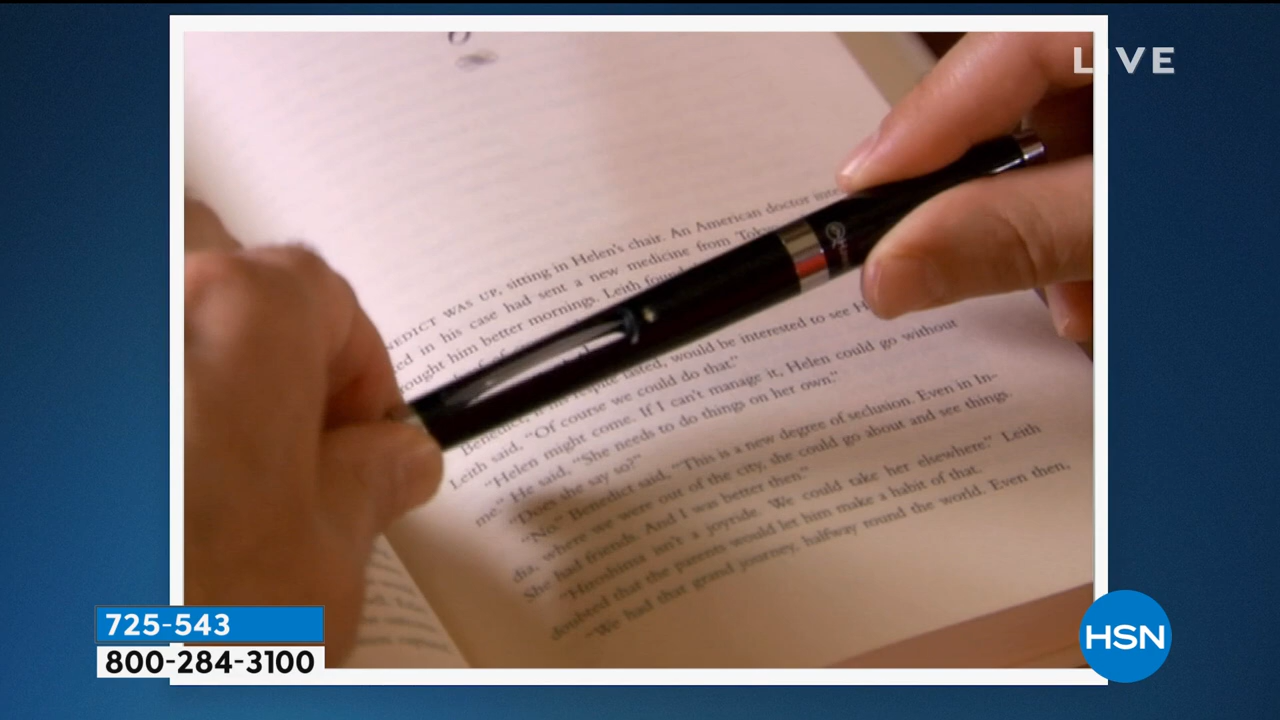 LIVE
NEDICT WAS UP, sitting in Helen's chair. An American doctor inte
ed in his case had sent a new medicine from Toky
ought him better mornings. Leith found
Benedict, tasted, would be interested to see H
Leith said, "Of course we could do that."
"Helen might come. If I can't manage it, Helen could go without
me." He said, "She needs to do things on her own."
"Does she say so?"
"No." Benedict said, "This is a new degree of seclusion. Even in In-
dia, where we were out of the city, she could go about and see things.
She had friends. And I was better then."
"Hiroshima isn't a joyride. We could take her elsewhere." Leith
doubted that the parents would let him make a habit of that.
"We had that grand journey, halfway round the world. Even then,
725-543
800-284-3100
HSN